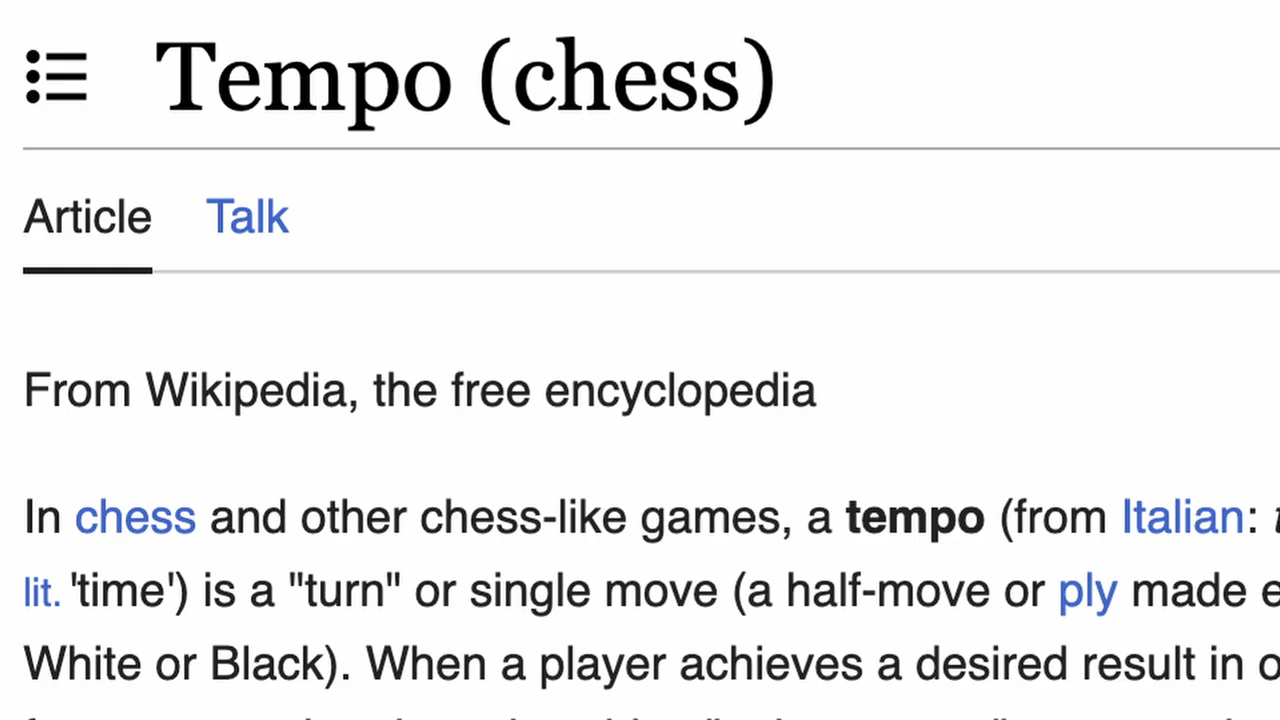 Tempo (chess)
Article Talk
From Wikipedia, the free encyclopedia
In chess and other chess-like games, a tempo (from Italian:
lit. 'time') is a "turn" or single move (a half-move or ply made
White or Black). When a player achieves a desired result in